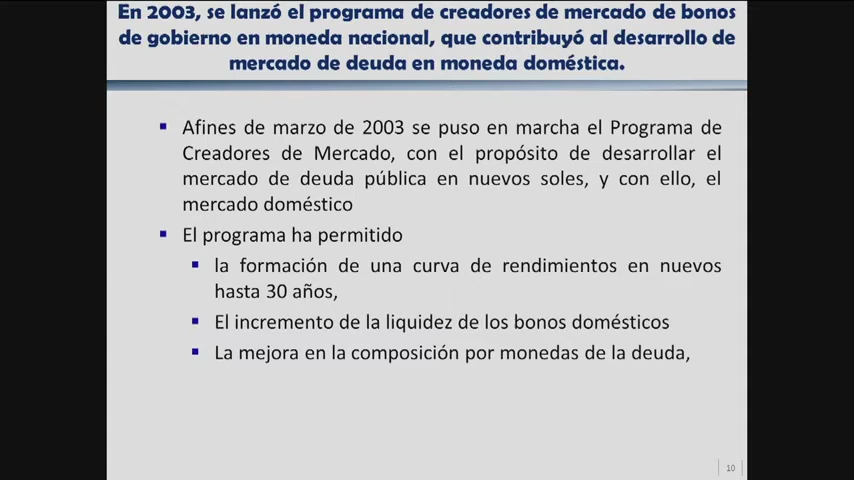 En 2003, se lanzó el programa de creadores de mercado de bonos
de gobierno en moneda nacional, que contribuyó al desarrollo de
mercado de deuda en moneda doméstica.
▪ Afines de marzo de 2003 se puso en marcha el Programa de
Creadores de Mercado, con el propósito de desarrollar el
mercado de deuda pública en nuevos soles, y con ello, el
mercado doméstico
▪ El programa ha permitido
▪ la formación de una curva de rendimientos en nuevos
hasta 30 años,
▪ El incremento de la liquidez de los bonos domésticos
▪ La mejora en la composición por monedas de la deuda,
10